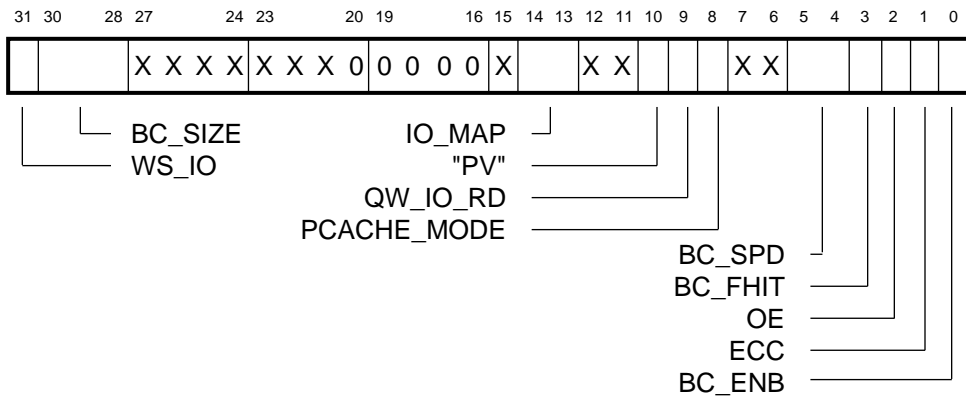 31 30 28 27 24 23 20 19 16 15 14 13 12 11 10 9 8 7 6 5 4 3 2 1 0
X X X X X X X 0 0 0 0 0 X X X X X
BC_SIZE IO_MAP
WS_IO "PV"
QW_IO_RD
PCACHE_MODE
BC_SPD
BC_FHIT
OE
ECC
BC_ENB